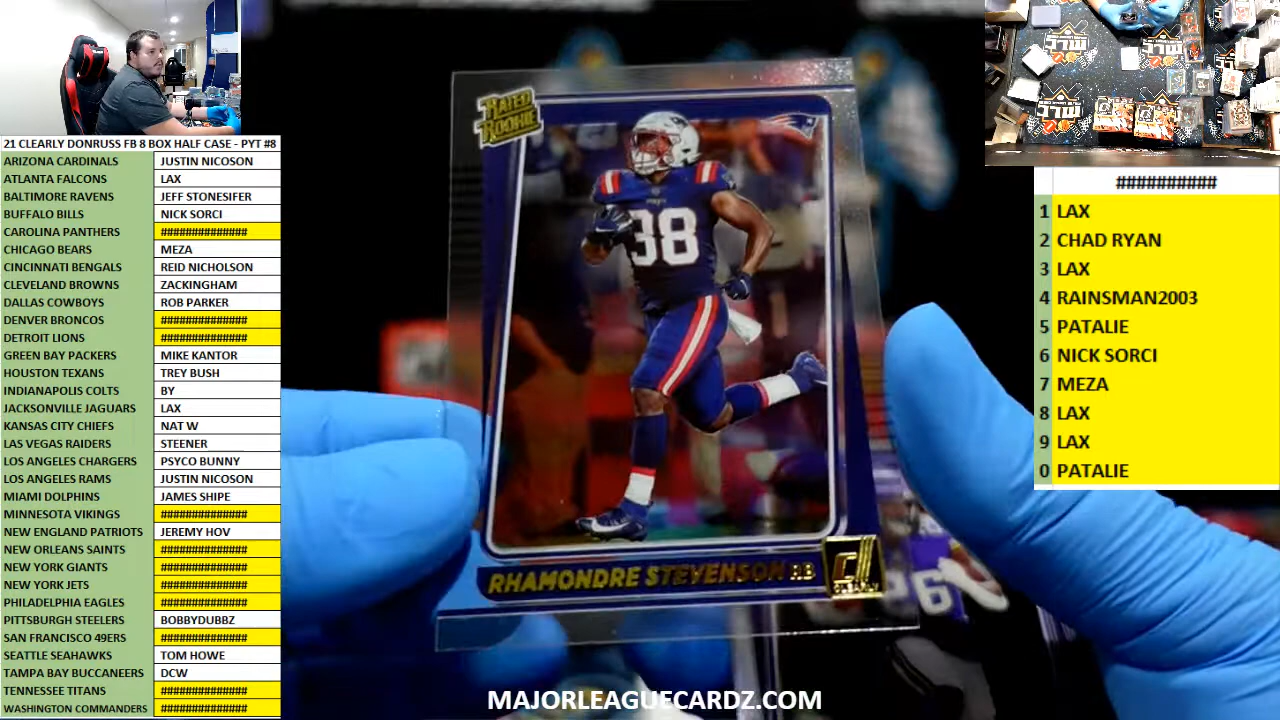 21 CLEARLY DONRUSS FB 8 BOX HALF CASE - PYT #8
ARIZONA CARDINALS JUSTIN NICOSON
ATLANTA FALCONS LAX
BALTIMORE RAVENS JEFF STONESIFER
BUFFALO BILLS NICK SORCI
CAROLINA PANTHERS ##############
CHICAGO BEARS MEZA
CINCINNATI BENGALS REID NICHOLSON
CLEVELAND BROWNS ZACKINGHAM
DALLAS COWBOYS ROB PARKER
DENVER BRONCOS ##############
DETROIT LIONS ##############
GREEN BAY PACKERS MIKE KANTOR
HOUSTON TEXANS TREY BUSH
INDIANAPOLIS COLTS BY
JACKSONVILLE JAGUARS LAX
KANSAS CITY CHIEFS NAT W
LAS VEGAS RAIDERS STEENER
LOS ANGELES CHARGERS PSYCO BUNNY
LOS ANGELES RAMS JUSTIN NICOSON
MIAMI DOLPHINS JAMES SHIPE
MINNESOTA VIKINGS ##############
NEW ENGLAND PATRIOTS JEREMY HOV
NEW ORLEANS SAINTS ##############
NEW YORK GIANTS ##############
NEW YORK JETS ##############
PHILADELPHIA EAGLES ##############
PITTSBURGH STEELERS BOBBYDUBBZ
SAN FRANCISCO 49ERS ##############
SEATTLE SEAHAWKS TOM HOWE
TAMPA BAY BUCCANEERS DCW
TENNESSEE TITANS ##############
WASHINGTON COMMANDERS ##############
RATED
ROOKIE
38
RHAMONDRE STEVENSON RB
26
MAJORLEAGUECARDZ.COM
##########
1 LAX
2 CHAD RYAN
3 LAX
4 RAINSMAN2003
5 PATALIE
6 NICK SORCI
7 MEZA
8 LAX
9 LAX
0 PATALIE